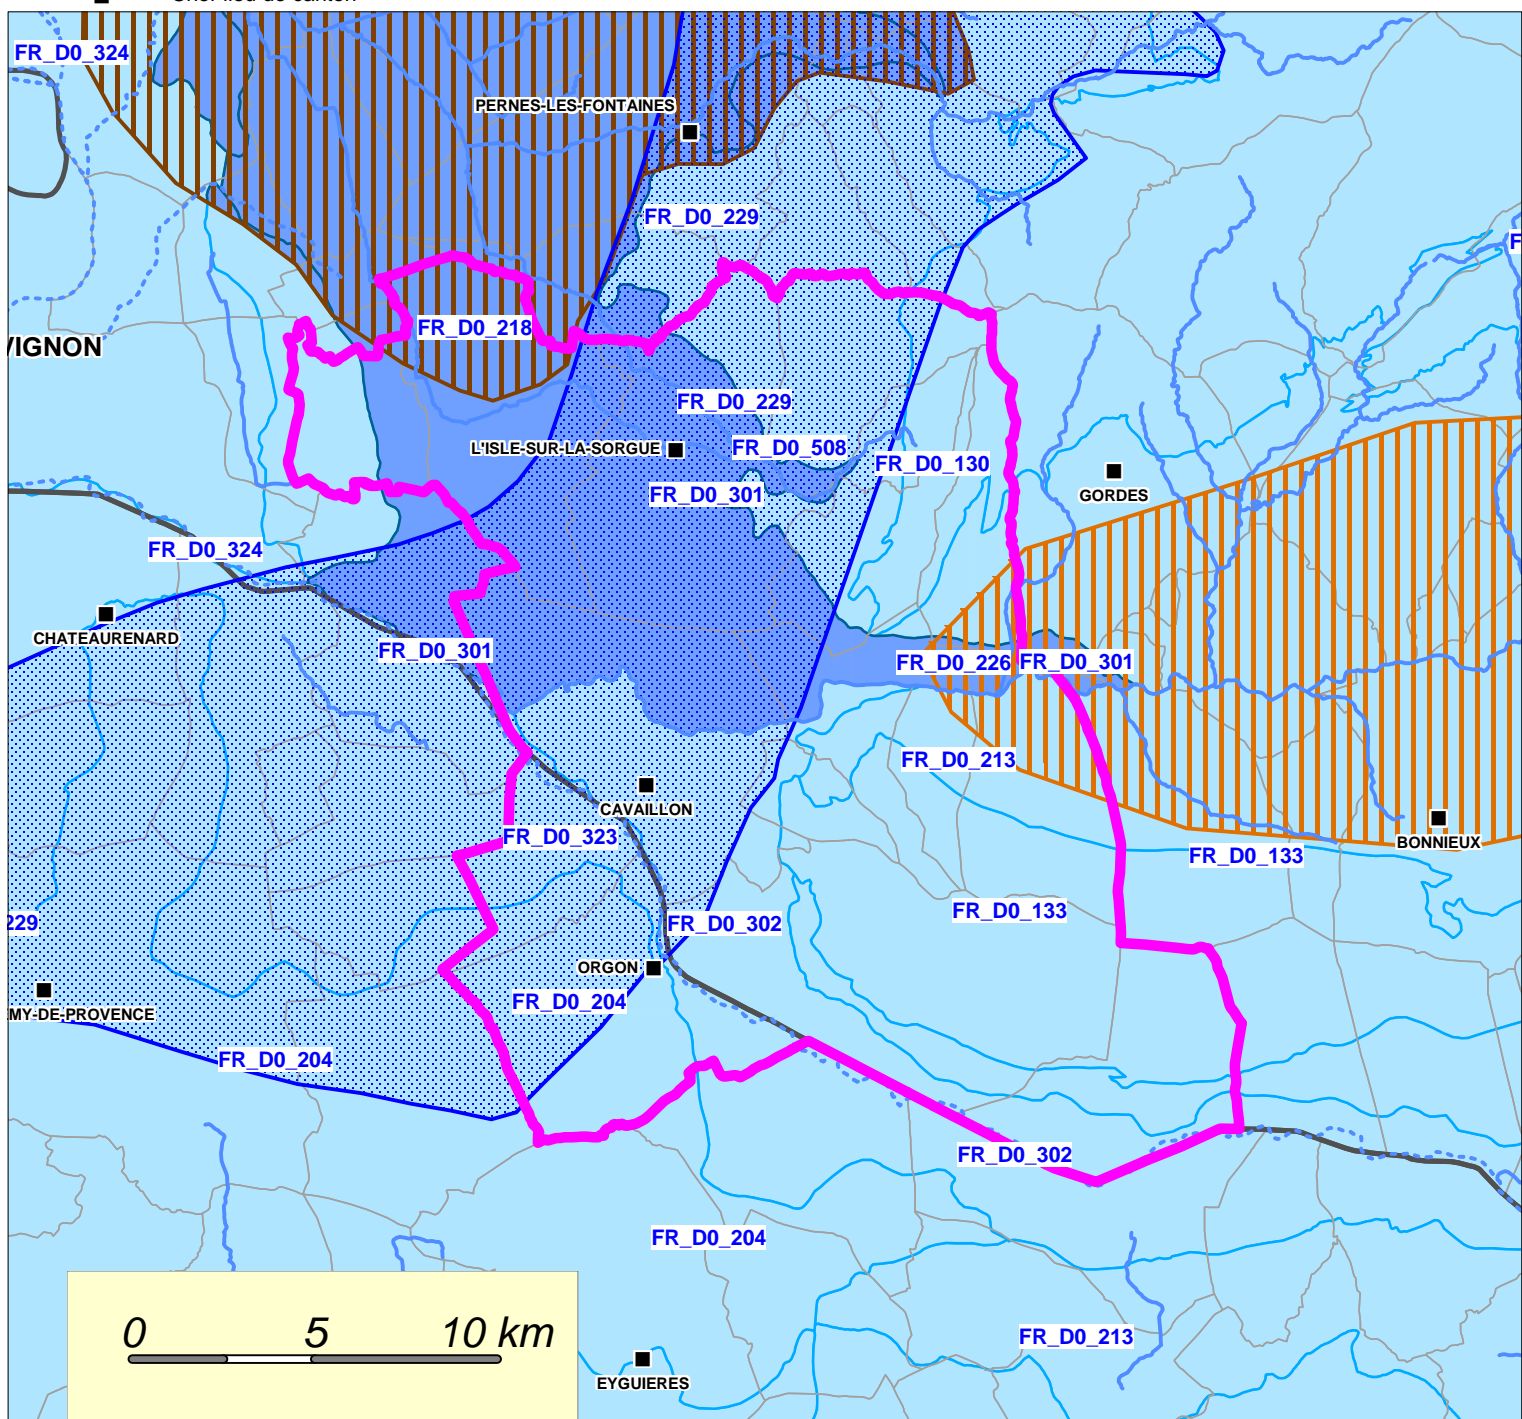 FR_D0_324
PERNES-LES-FONTAINES
FR_D0_229
FR_D0_218
VIGNON
FR_D0_229
L'ISLE-SUR-LA-SORGUE
FR_D0_508
FR_D0_130
FR_D0_301
GORDES
FR_D0_324
CHATEAURENARD
FR_D0_301
FR_D0_226
FR_D0_301
FR_D0_213
CAVAILLON
FR_D0_323
BONNIEUX
FR_D0_133
FR_D0_133
229
FR_D0_302
ORGON
FR_D0_204
MY-DE-PROVENCE
FR_D0_204
FR_D0_302
FR_D0_204
0 5 10 km
FR_D0_213
EYGUIERES